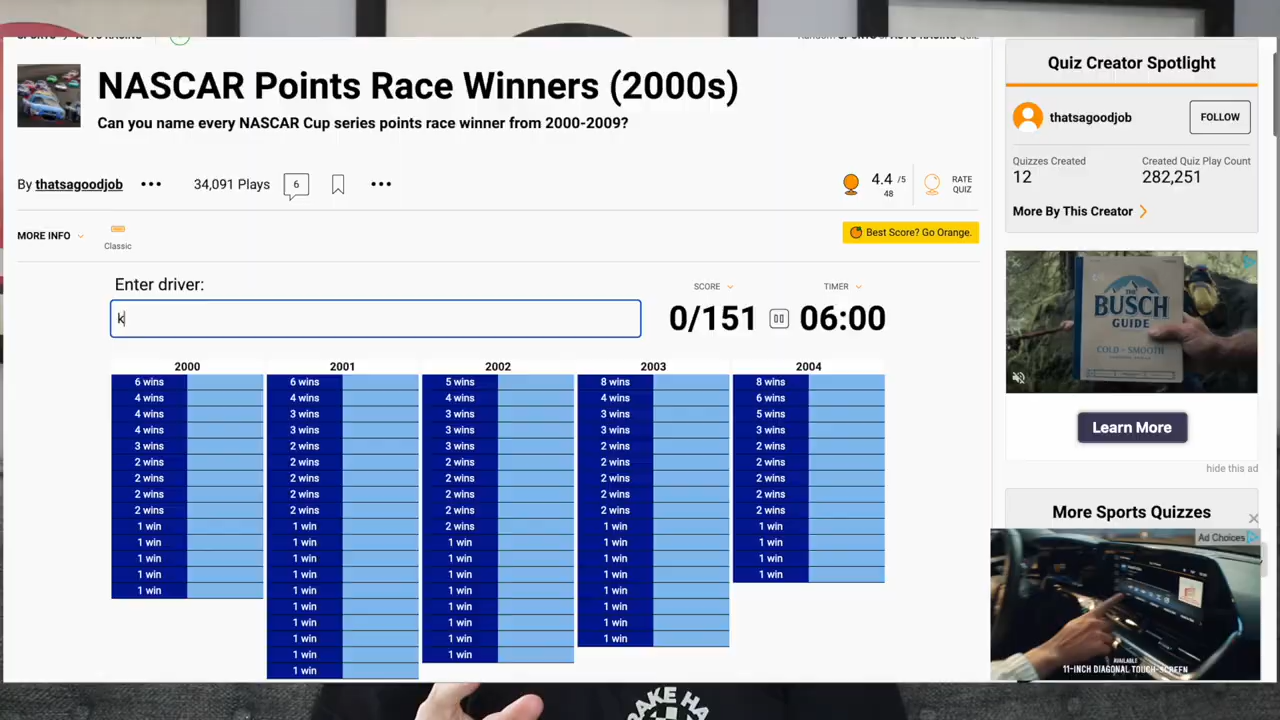 NASCAR Points Race Winners (2000s)
Can you name every NASCAR Cup series points race winner from 2000-2009?
By thatsagoodjob ••• 34,091 Plays 6 •••
4.4 /5
48
RATE
QUIZ
MORE INFO
Classic
Best Score? Go Orange.
Enter driver:
k
SCORE
0/151
TIMER
06:00
2000
6 wins
4 wins
4 wins
4 wins
3 wins
2 wins
2 wins
2 wins
2 wins
1 win
1 win
1 win
1 win
1 win
2001
6 wins
4 wins
3 wins
3 wins
2 wins
2 wins
2 wins
2 wins
2 wins
1 win
1 win
1 win
1 win
1 win
1 win
1 win
1 win
1 win
1 win
2002
5 wins
4 wins
3 wins
3 wins
3 wins
2 wins
2 wins
2 wins
2 wins
2 wins
1 win
1 win
1 win
1 win
1 win
1 win
1 win
1 win
2003
8 wins
4 wins
3 wins
3 wins
2 wins
2 wins
2 wins
2 wins
2 wins
1 win
1 win
1 win
1 win
1 win
1 win
1 win
1 win
2004
8 wins
6 wins
5 wins
3 wins
2 wins
2 wins
2 wins
2 wins
2 wins
1 win
1 win
1 win
1 win
Quiz Creator Spotlight
thatsagoodjob
FOLLOW
Quizzes Created
12
Created Quiz Play Count
282,251
More By This Creator
THE
BUSCH
GUIDE
COLD - SMOOTH
Learn More
hide this ad
More Sports Quizzes
Ad Choices
AVAILABLE
11-INCH DIAGONAL TOUCH-SCREEN